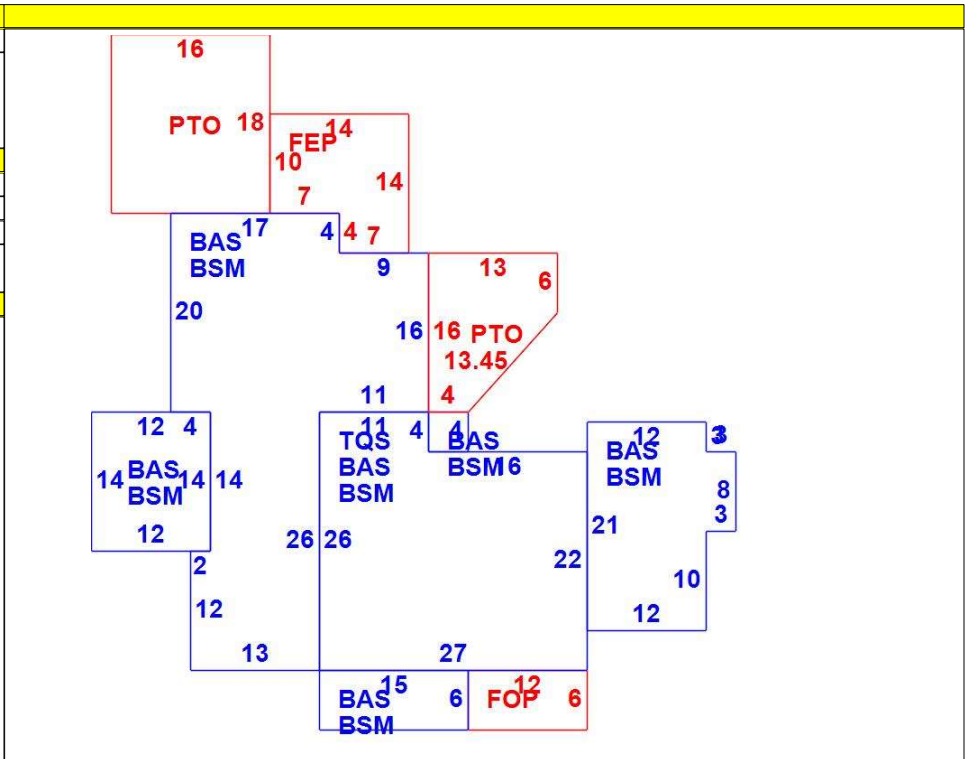 16
PTO 18
14
FEP
10
14
7
17 4 4 7
BAS
BSM
9 13 6
20
16 16 PTO
13.45
11 4
12 4 11 4 4 12 3 3
TQS BAS BAS
BAS BSM 16 BSM
BSM
14 BAS 14 14
BSM
8
3
12 26 26 21
2 22
10
12 12
13 27
15 12
BAS 6 FOP 6
BSM